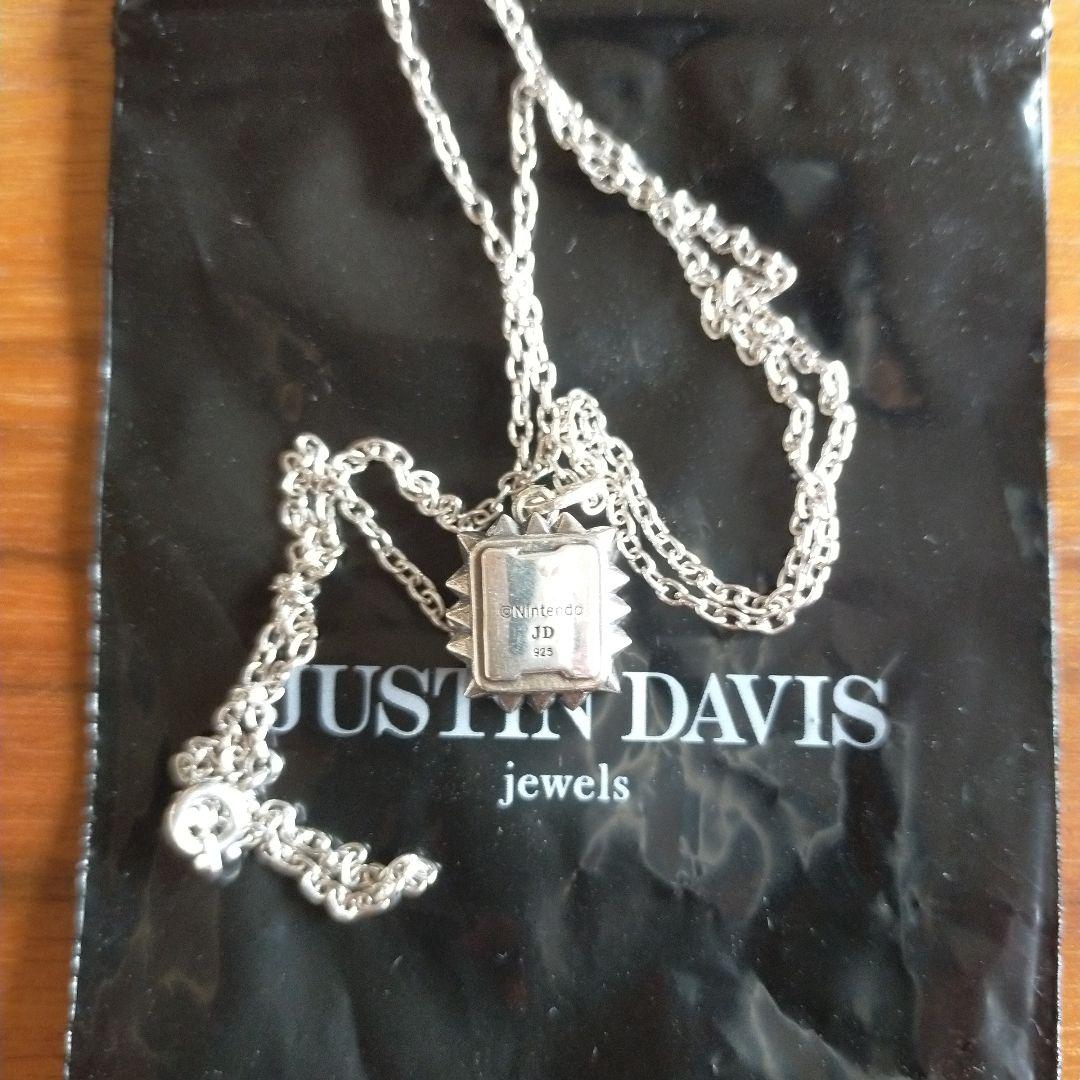 ©Nintendo
JD
925
JUSTIN DAVIS
jewels